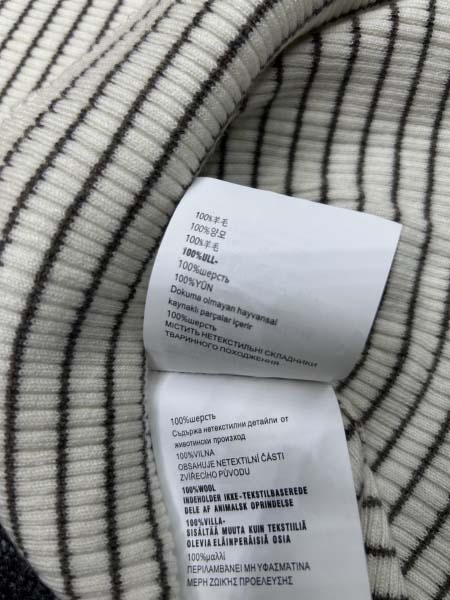 100%羊毛
100%양모
100%羊毛
100%ULL-
100%шерсть
100%YÜN
Dokuma olmayan hayvansal
kaynaklı parçalar içerir
100%шерсть
МІСТИТЬ НЕТЕКСТИЛЬНІ СКЛАДНИКИ
ТВАРИННОГО ПОХОДЖЕННЯ
100%шерсть
Съдържа нетекстилни детайли от
животински произход
100%VILNA
OBSAHUJE NETEXTILNÍ ČÁSTI
ZVÍŘECÍHO PŮVODU
100%WOOL
INDEHOLDER IKKE-TEKSTILBASEREDE
DELE AF ANIMALSK OPRINDELSE
100%VILLA-
SISÄLTÄÄ MUUTA KUIN TEKSTIILIÄ
OLEVIA ELÄINPERÄISIÄ OSIA
100%μαλλί
ΠΕΡΙΛΑΜΒΑΝΕΙ ΜΗ ΥΦΑΣΜΑΤΙΝΑ
ΜΕΡΗ ΖΩΙΚΗΣ ΠΡΟΕΛΕΥΣΗΣ